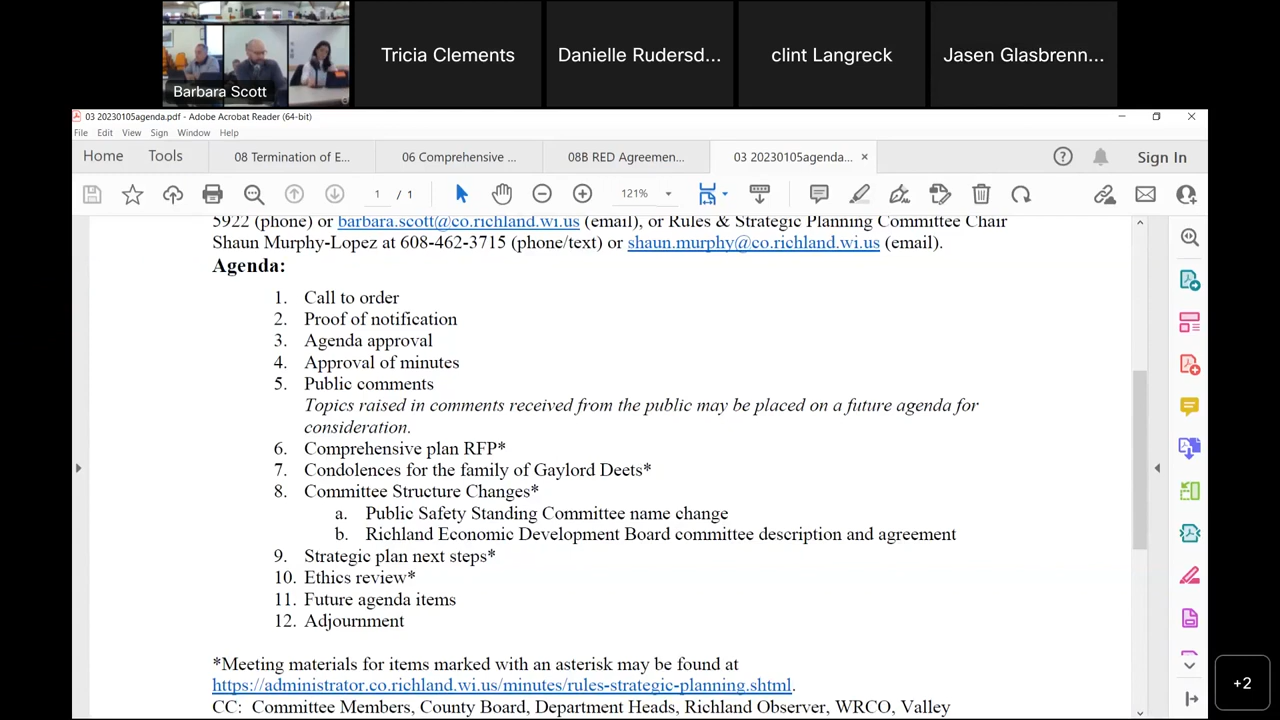 Barbara Scott
Tricia Clements
Danielle Rudersd...
clint Langreck
Jasen Glasbrenn...
03 20230105agenda.pdf - Adobe Acrobat Reader (64-bit)
File Edit View Sign Window Help
Home Tools 08 Termination of E... 06 Comprehensive ... 08B RED Agreemen... 03 20230105agenda... × Sign In
1 / 1 121%
5922 (phone) or barbara.scott@co.richland.wi.us (email), or Rules & Strategic Planning Committee Chair
Shaun Murphy-Lopez at 608-462-3715 (phone/text) or shaun.murphy@co.richland.wi.us (email).
Agenda:
1. Call to order
2. Proof of notification
3. Agenda approval
4. Approval of minutes
5. Public comments
Topics raised in comments received from the public may be placed on a future agenda for
consideration.
6. Comprehensive plan RFP*
7. Condolences for the family of Gaylord Deets*
8. Committee Structure Changes*
a. Public Safety Standing Committee name change
b. Richland Economic Development Board committee description and agreement
9. Strategic plan next steps*
10. Ethics review*
11. Future agenda items
12. Adjournment
*Meeting materials for items marked with an asterisk may be found at
https://administrator.co.richland.wi.us/minutes/rules-strategic-planning.shtml.
CC: Committee Members, County Board, Department Heads, Richland Observer, WRCO, Valley
+2